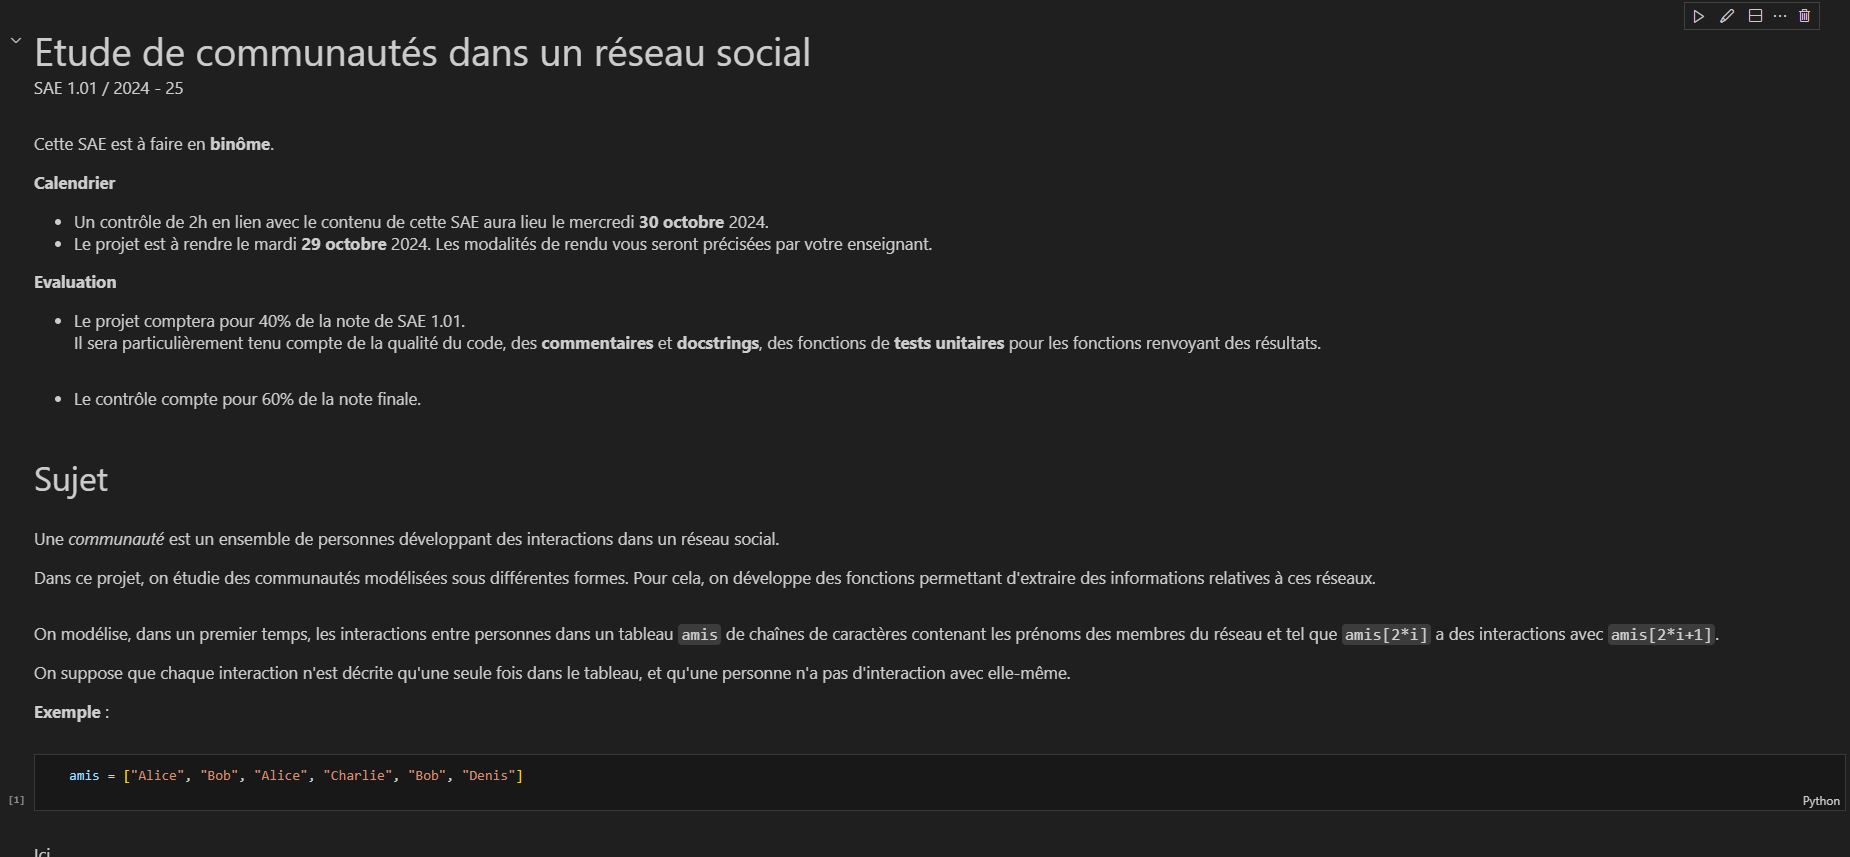 Etude de communautés dans un réseau social
SAE 1.01 / 2024 - 25
Cette SAE est à faire en binôme.
Calendrier
• Un contrôle de 2h en lien avec le contenu de cette SAE aura lieu le mercredi 30 octobre 2024.
• Le projet est à rendre le mardi 29 octobre 2024. Les modalités de rendu vous seront précisées par votre enseignant.
Evaluation
• Le projet comptera pour 40% de la note de SAE 1.01.
Il sera particulièrement tenu compte de la qualité du code, des commentaires et docstrings, des fonctions de tests unitaires pour les fonctions renvoyant des résultats.
• Le contrôle compte pour 60% de la note finale.
Sujet
Une communauté est un ensemble de personnes développant des interactions dans un réseau social.
Dans ce projet, on étudie des communautés modélisées sous différentes formes. Pour cela, on développe des fonctions permettant d'extraire des informations relatives à ces réseaux.
On modélise, dans un premier temps, les interactions entre personnes dans un tableau amis de chaînes de caractères contenant les prénoms des membres du réseau et tel que amis[2*i] a des interactions avec amis[2*i+1].
On suppose que chaque interaction n'est décrite qu'une seule fois dans le tableau, et qu'une personne n'a pas d'interaction avec elle-même.
Exemple :
amis = ["Alice", "Bob", "Alice", "Charlie", "Bob", "Denis"]
[1]
Python
Ici